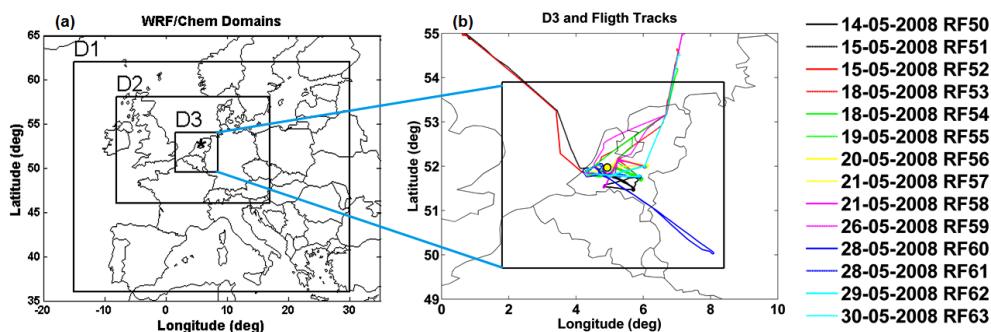 (a) WRF/Chem Domains
65
60
55
50
45
40
35
D1
D2
D3
*
-20 -10 0 10 20 30
Latitude (deg)
Longitude (deg)
(b) D3 and Fligth Tracks
55
54
53
52
51
50
49
0 2 4 6 8 10
Latitude (deg)
Longitude (deg)
14-05-2008 RF50
15-05-2008 RF51
15-05-2008 RF52
18-05-2008 RF53
18-05-2008 RF54
19-05-2008 RF55
20-05-2008 RF56
21-05-2008 RF57
21-05-2008 RF58
26-05-2008 RF59
28-05-2008 RF60
28-05-2008 RF61
29-05-2008 RF62
30-05-2008 RF63